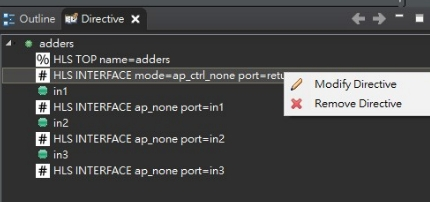 Outline Directive
adders
% HLS TOP name=adders
# HLS INTERFACE mode=ap_ctrl_none port=retu
Modify Directive
in1
Remove Directive
# HLS INTERFACE ap_none port=in1
in2
# HLS INTERFACE ap_none port=in2
in3
# HLS INTERFACE ap_none port=in3